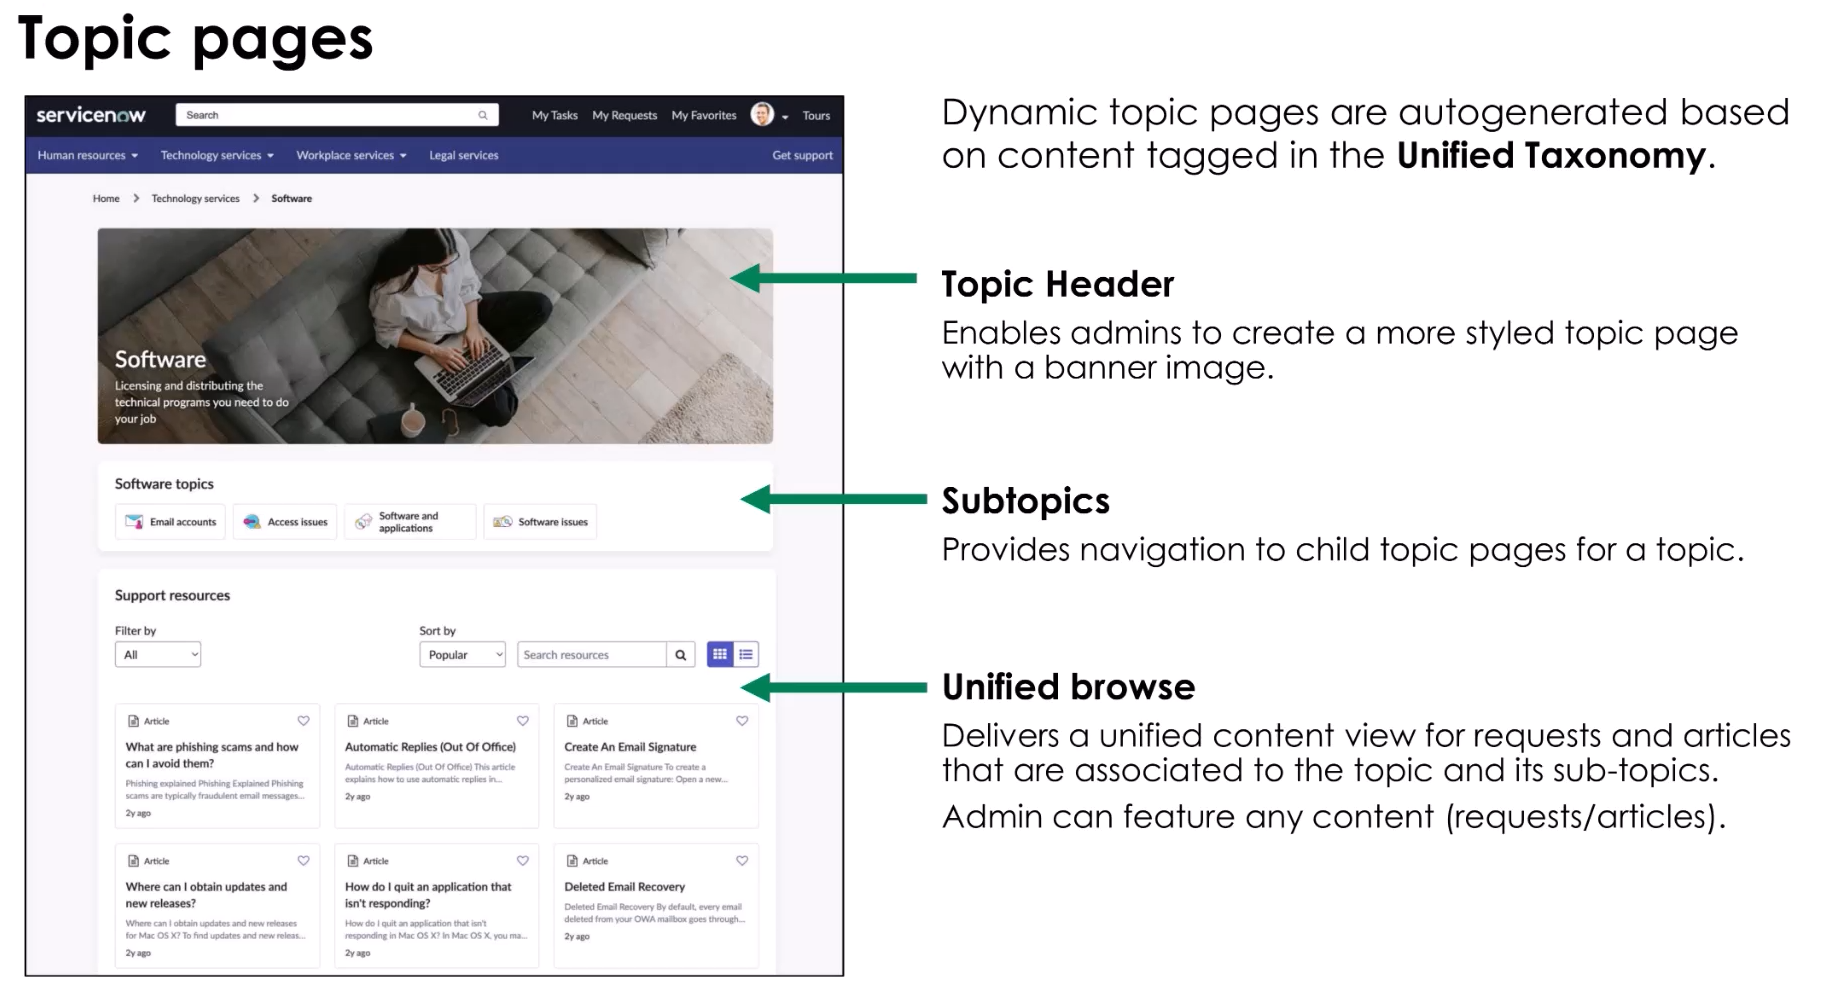 Topic pages
servicenow
Search
My Tasks
My Requests
My Favorites
Tours
Human resources
Technology services
Workplace services
Legal services
Get support
Home > Technology services > Software
Software
Licensing and distributing the
technical programs you need to do
your job
Software topics
Email accounts
Access issues
Software and
applications
Software issues
Support resources
Filter by
All
Sort by
Popular
Search resources
Article
What are phishing scams and how
can I avoid them?
Phishing explained Phishing Explained Phishing
scams are typically fraudulent email messages...
2y ago
Article
Automatic Replies (Out Of Office)
Automatic Replies (Out Of Office) This article
explains how to use automatic replies in...
2y ago
Article
Create An Email Signature
Create An Email Signature To create a
personalized email signature: Open a new...
2y ago
Article
Where can I obtain updates and
new releases?
Where can I obtain updates and new releases
for Mac OS X? To find updates and new releas...
2y ago
Article
How do I quit an application that
isn't responding?
How do I quit an application that isn't
responding in Mac OS X? In Mac OS X, you ma...
2y ago
Article
Deleted Email Recovery
Deleted Email Recovery By default, every email
deleted from your OWA mailbox goes through...
2y ago
Dynamic topic pages are autogenerated based
on content tagged in the Unified Taxonomy.
Topic Header
Enables admins to create a more styled topic page
with a banner image.
Subtopics
Provides navigation to child topic pages for a topic.
Unified browse
Delivers a unified content view for requests and articles
that are associated to the topic and its sub-topics.
Admin can feature any content (requests/articles).